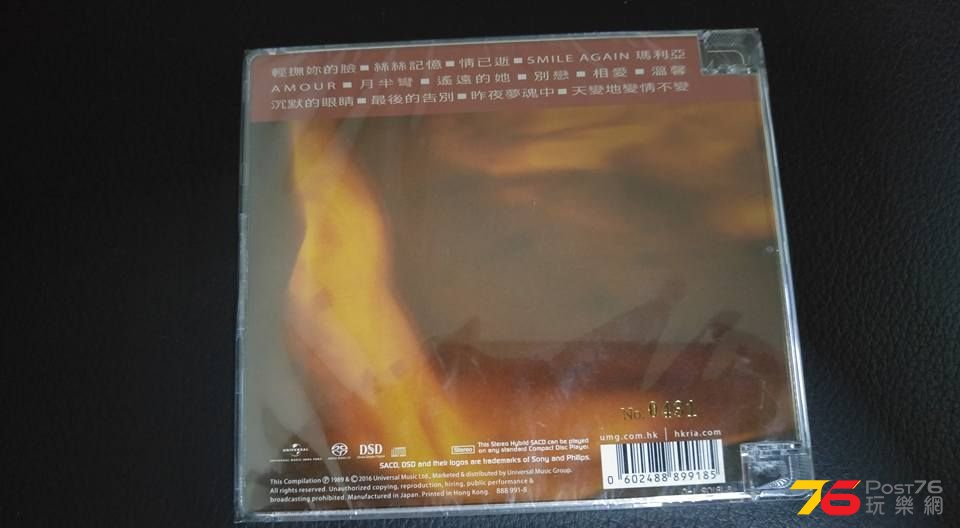 輕撫妳的臉■絲絲記憶■情已逝■SMILE AGAIN 瑪利亞
AMOUR■月半彎■遙遠的她■別戀■相愛■溫馨
沉默的眼睛■最後的告別■昨夜夢魂中■天變地變情不變
No. 0481
umg.com.hk | hkria.com
UNIVERSAL
DSD
Stereo
This Stereo Hybrid SACD can be played
on any standard Compact Disc Player.
SACD, DSD and their logos are trademarks of Sony and Philips.
This Compilation Ⓟ 1989 & © 2016 Universal Music Ltd., Marketed & distributed by Universal Music Group.
All rights reserved. Unauthorized copying, reproduction, hiring, public performance &
broadcasting prohibited. Manufactured in Japan. Printed in Hong Kong. 888 991-8
0 602488 899185
76 POST76
玩樂網